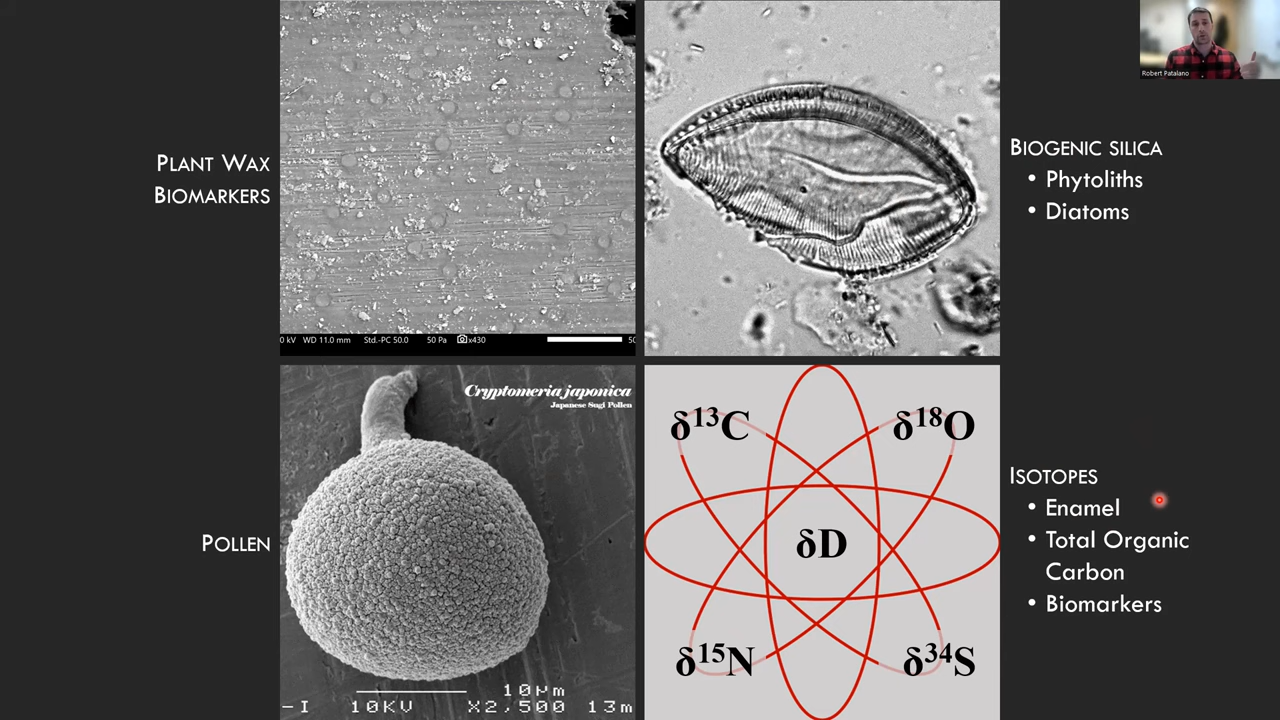 PLANT WAX
BIOMARKERS
0 kV WD 11.0 mm Std.-PC 50.0 50 Pa x430 50
BIOGENIC SILICA
• Phytoliths
• Diatoms
Robert Patalano
POLLEN
Cryptomeria japonica
Japanese Sugi Pollen
10μm
-I 10KV X2,500 13m
δ13C
δ18O
δD
δ15N
δ34S
ISOTOPES
• Enamel
• Total Organic
Carbon
• Biomarkers